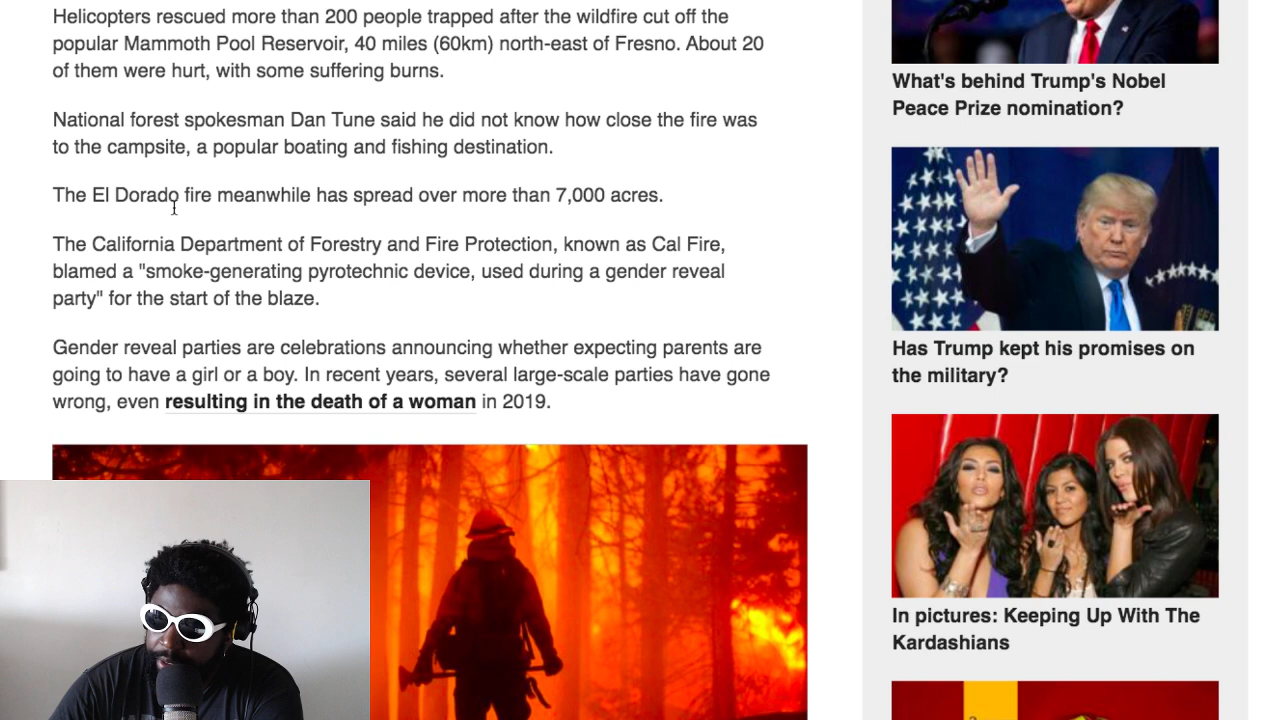 Helicopters rescued more than 200 people trapped after the wildfire cut off the
popular Mammoth Pool Reservoir, 40 miles (60km) north-east of Fresno. About 20
of them were hurt, with some suffering burns.
National forest spokesman Dan Tune said he did not know how close the fire was
to the campsite, a popular boating and fishing destination.
The El Dorado fire meanwhile has spread over more than 7,000 acres.
The California Department of Forestry and Fire Protection, known as Cal Fire,
blamed a "smoke-generating pyrotechnic device, used during a gender reveal
party" for the start of the blaze.
Gender reveal parties are celebrations announcing whether expecting parents are
going to have a girl or a boy. In recent years, several large-scale parties have gone
wrong, even resulting in the death of a woman in 2019.
What's behind Trump's Nobel
Peace Prize nomination?
Has Trump kept his promises on
the military?
In pictures: Keeping Up With The
Kardashians